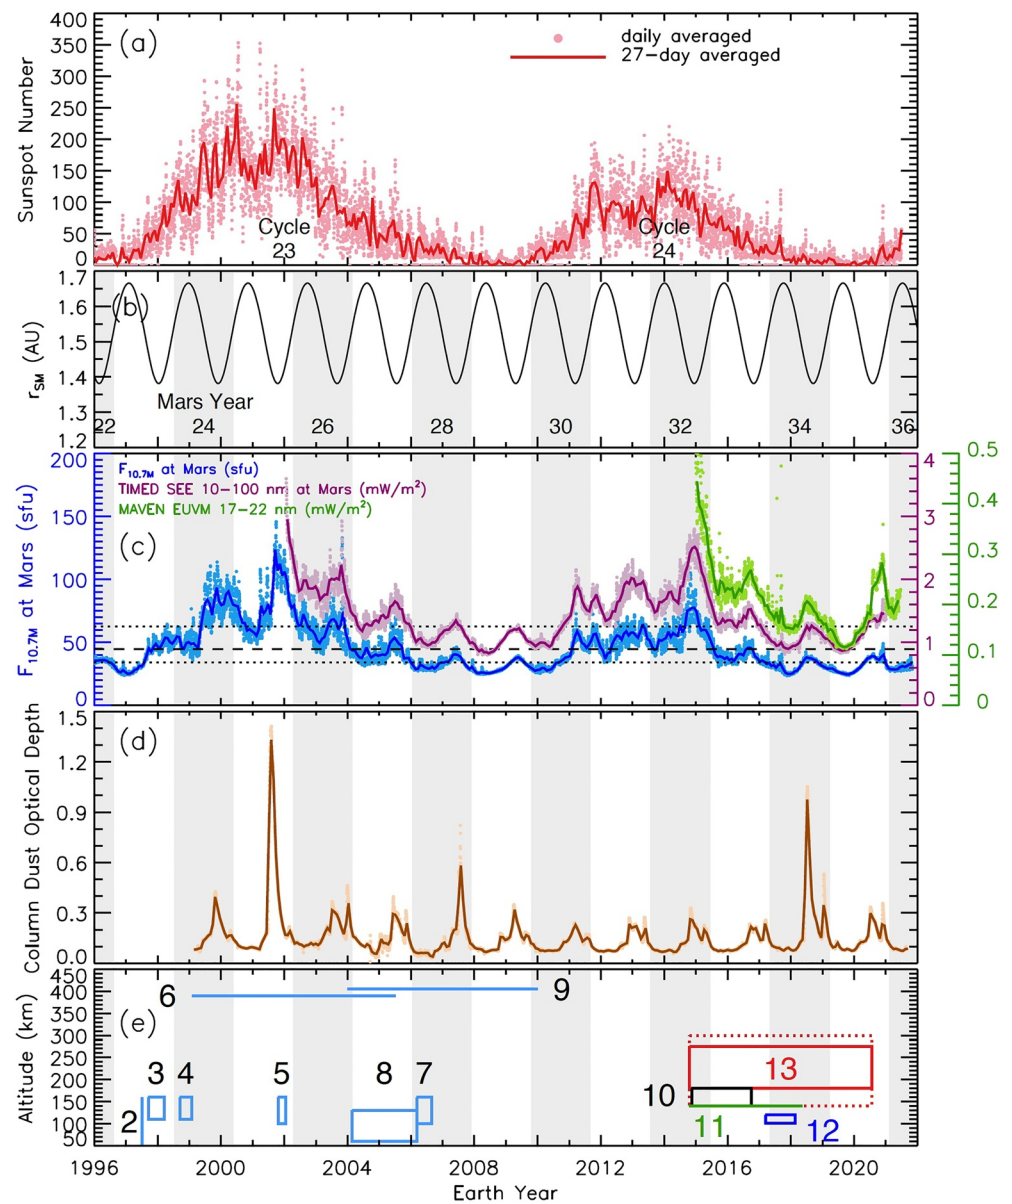 (a)
daily averaged
27-day averaged
Sunspot Number
400
350
300
250
200
150
100
50
0
Cycle
23
Cycle
24
(b)
r_SM (AU)
1.7
1.6
1.5
1.4
1.3
1.2
Mars Year
22 24 26 28 30 32 34 36
F10.7M at Mars (sfu)
TIMED SEE 10-100 nm at Mars (mW/m²)
MAVEN EUVM 17-22 nm (mW/m²)
(c)
F10.7M at Mars (sfu)
200
150
100
50
0
4
3
2
1
0
0.5
0.4
0.3
0.2
0.1
0
(d)
Column Dust Optical Depth
1.5
1.2
0.9
0.6
0.3
0.0
(e)
Altitude (km)
450
400
350
300
250
200
150
100
50
6
9
3 4 5 8 7
2
13
10
11
12
1996 2000 2004 2008 2012 2016 2020
Earth Year